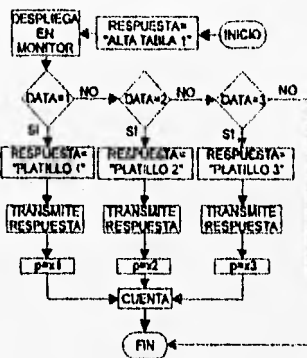 DESPLIEGA EN MONITOR
RESPUESTA= "ALTA TABLA 1"
INICIO
DATA=1
NO
DATA=2
NO
DATA=3
NO
SI
SI
SI
RESPUESTA= "PLATILLO 1"
RESPUESTA= "PLATILLO 2"
RESPUESTA= "PLATILLO 3"
TRANSMITE RESPUESTA
TRANSMITE RESPUESTA
TRANSMITE RESPUESTA
p=x1
p=x2
p=x3
CUENTA
FIN